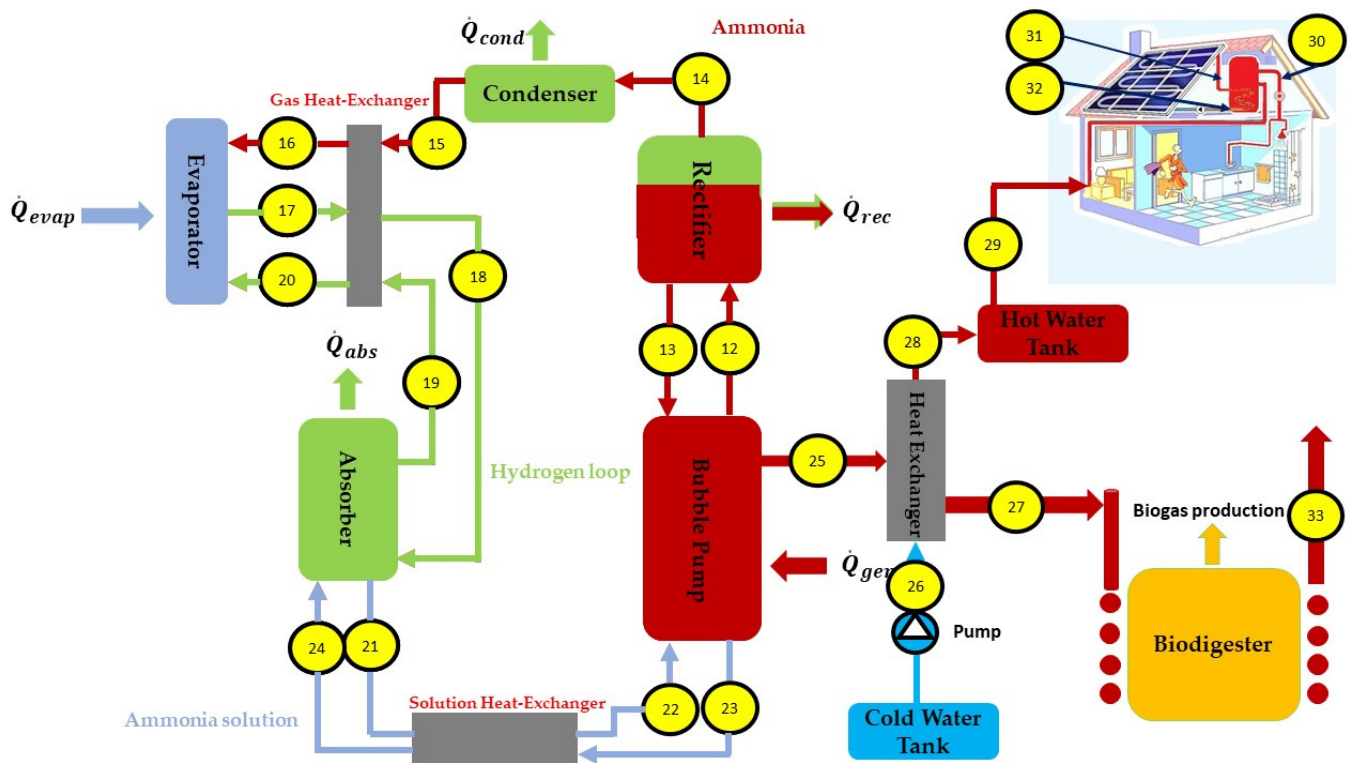 Q̇cond
Ammonia
31
30
14
32
Condenser
Gas Heat-Exchanger
16
15
Evaporator
Rectifier
Q̇evap
17
Q̇rec
29
20
18
Hot Water
Tank
Q̇abs
13
12
28
19
Heat Exchanger
Absorber
Hydrogen loop
Bubble Pump
25
27
Biogas production
33
Q̇gen
26
Pump
24
21
Biodigester
Ammonia solution
Solution Heat-Exchanger
22
23
Cold Water
Tank